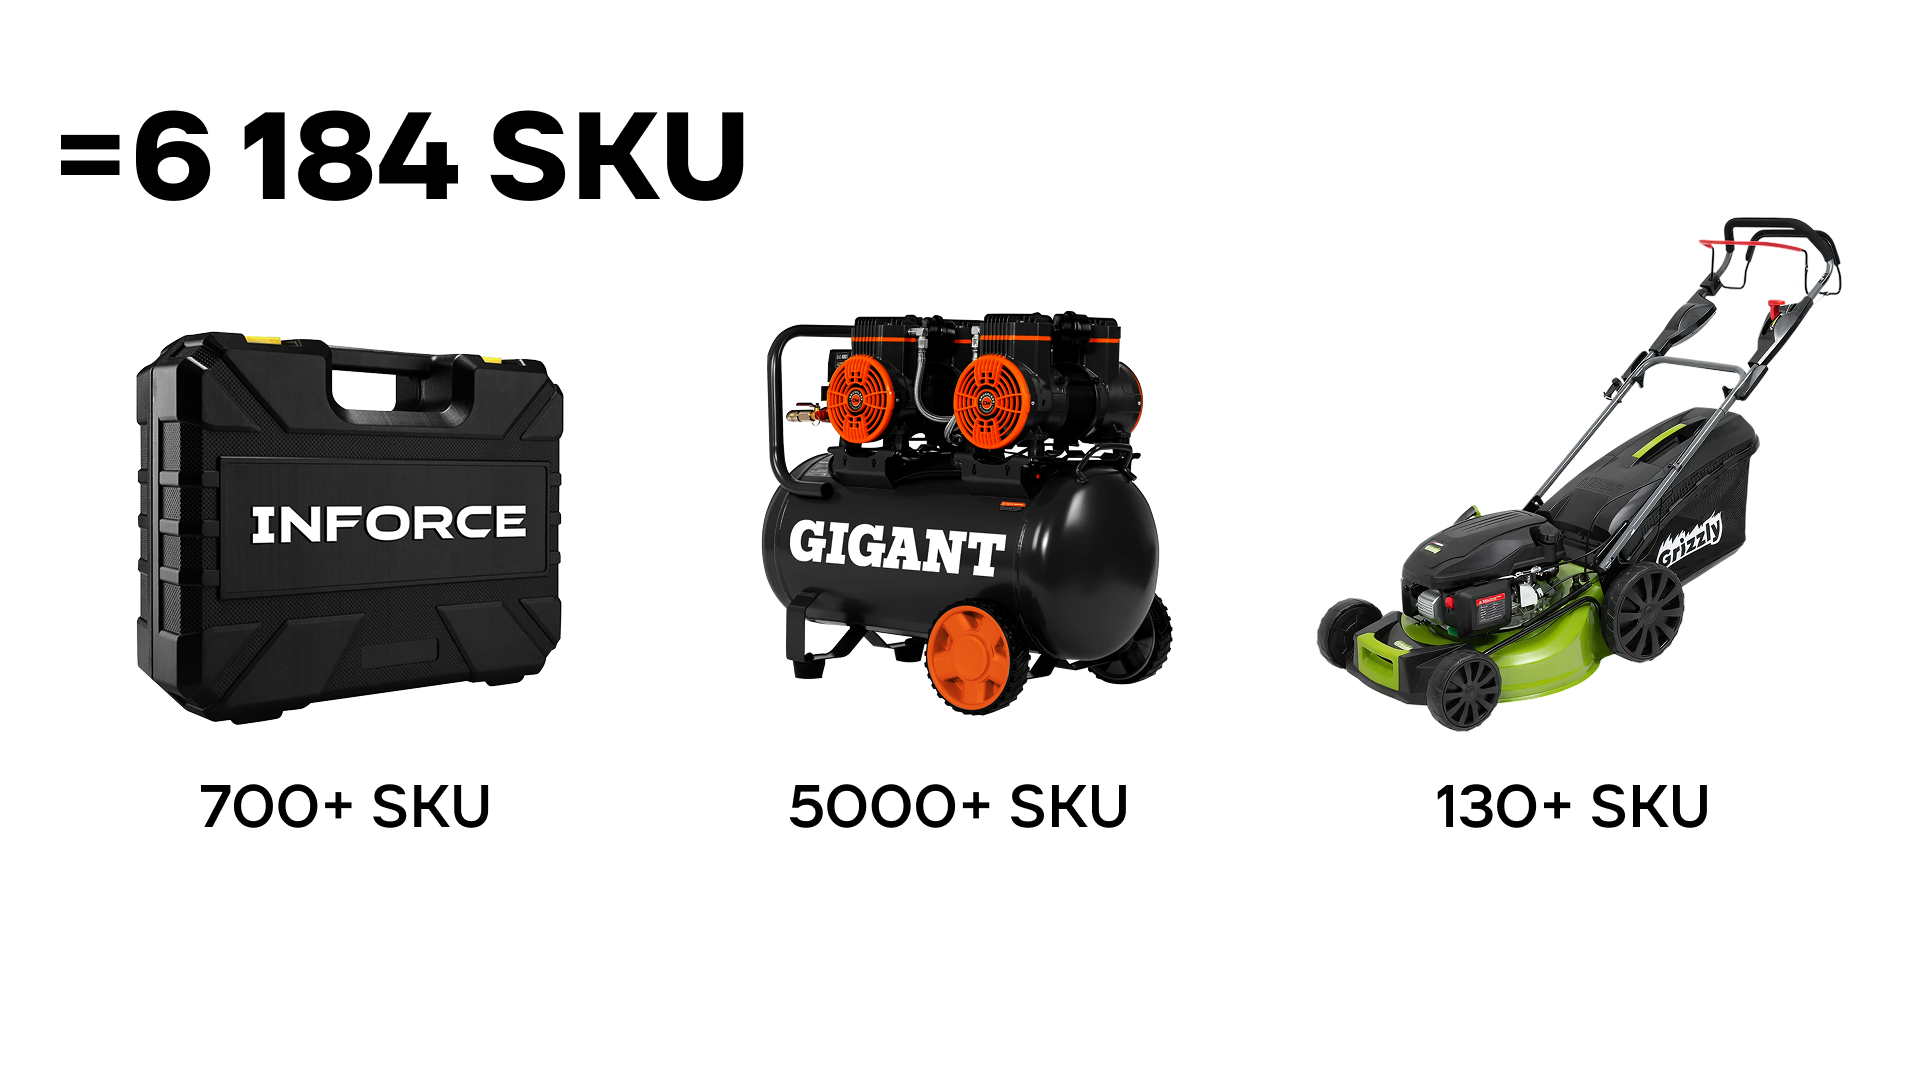 =6 184 SKU
INFORCE
GIGANT
Grizzly
700+ SKU
5000+ SKU
130+ SKU